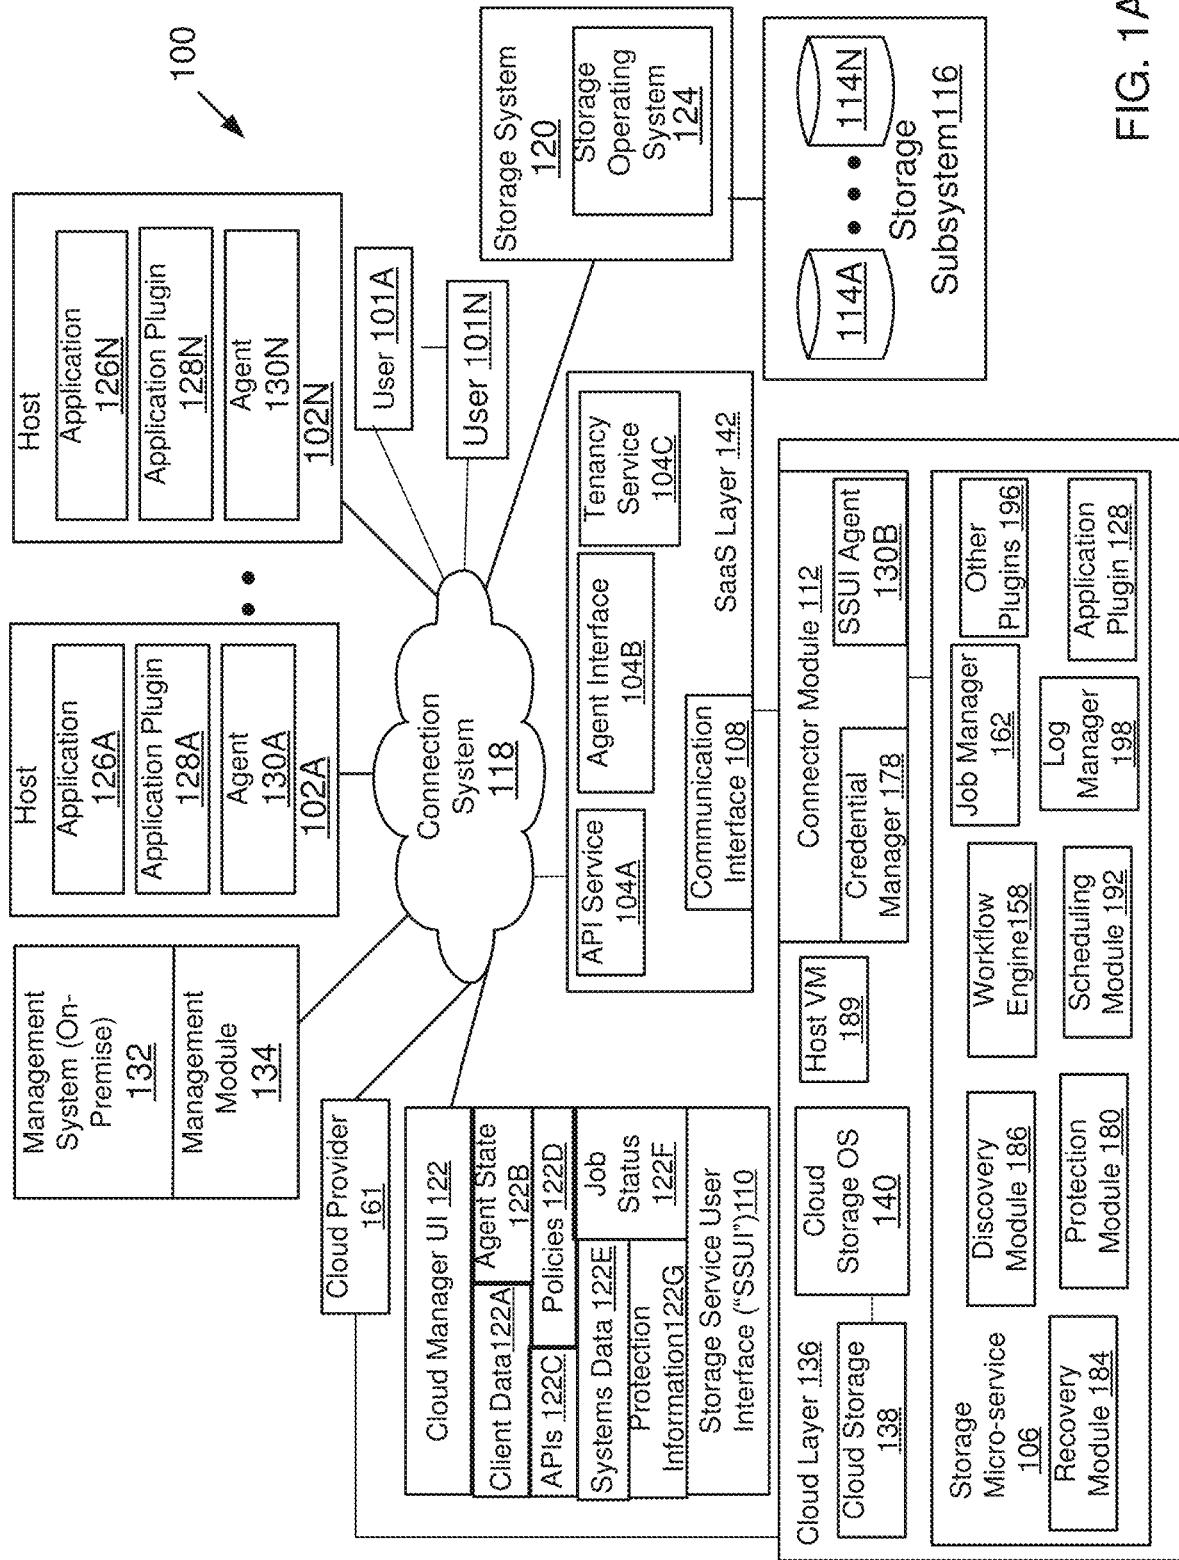 100
Management
System (On-
Premise)
132
Management
Module
134
Host
Application
126A
Application Plugin
128A
Agent
130A
102A
Host
Application
126N
Application Plugin
128N
Agent
130N
102N
User 101A
User 101N
Cloud Provider
161
Connection
System
118
Storage System
120
Storage
Operating
System
124
114A
114N
Storage
Subsystem116
Cloud Manager UI 122
Client Data122A
Agent State
122B
APIs 122C
Policies 122D
Systems Data 122E
Job
Status
122F
Protection
Information122G
Storage Service User
Interface ("SSUI")110
API Service
104A
Agent Interface
104B
Tenancy
Service
104C
SaaS Layer 142
Communication
Interface 108
Cloud Layer 136
Cloud Storage
138
Cloud
Storage OS
140
Host VM
189
Connector Module 112
Credential
Manager 178
SSUI Agent
130B
Storage
Micro-service
106
Recovery
Module 184
Discovery
Module 186
Protection
Module 180
Workflow
Engine158
Scheduling
Module 192
Job Manager
162
Log
Manager
198
Other
Plugins 196
Application
Plugin 128
FIG. 1A